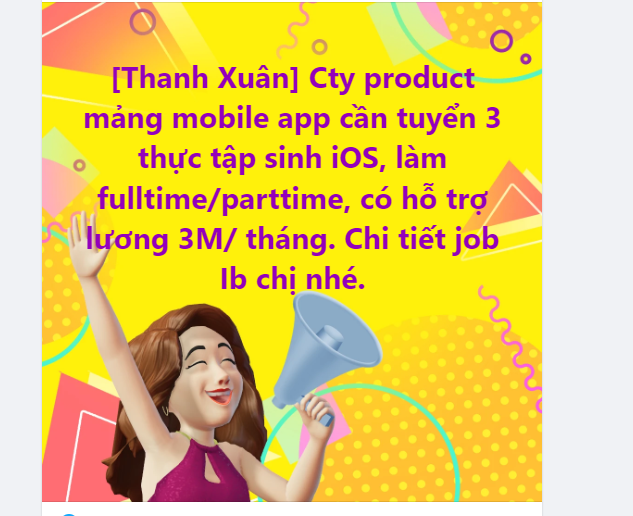 [Thanh Xuân] Cty product
mảng mobile app cần tuyển 3
thực tập sinh iOS, làm
fulltime/parttime, có hỗ trợ
lương 3M/ tháng. Chi tiết job
Ib chị nhé.